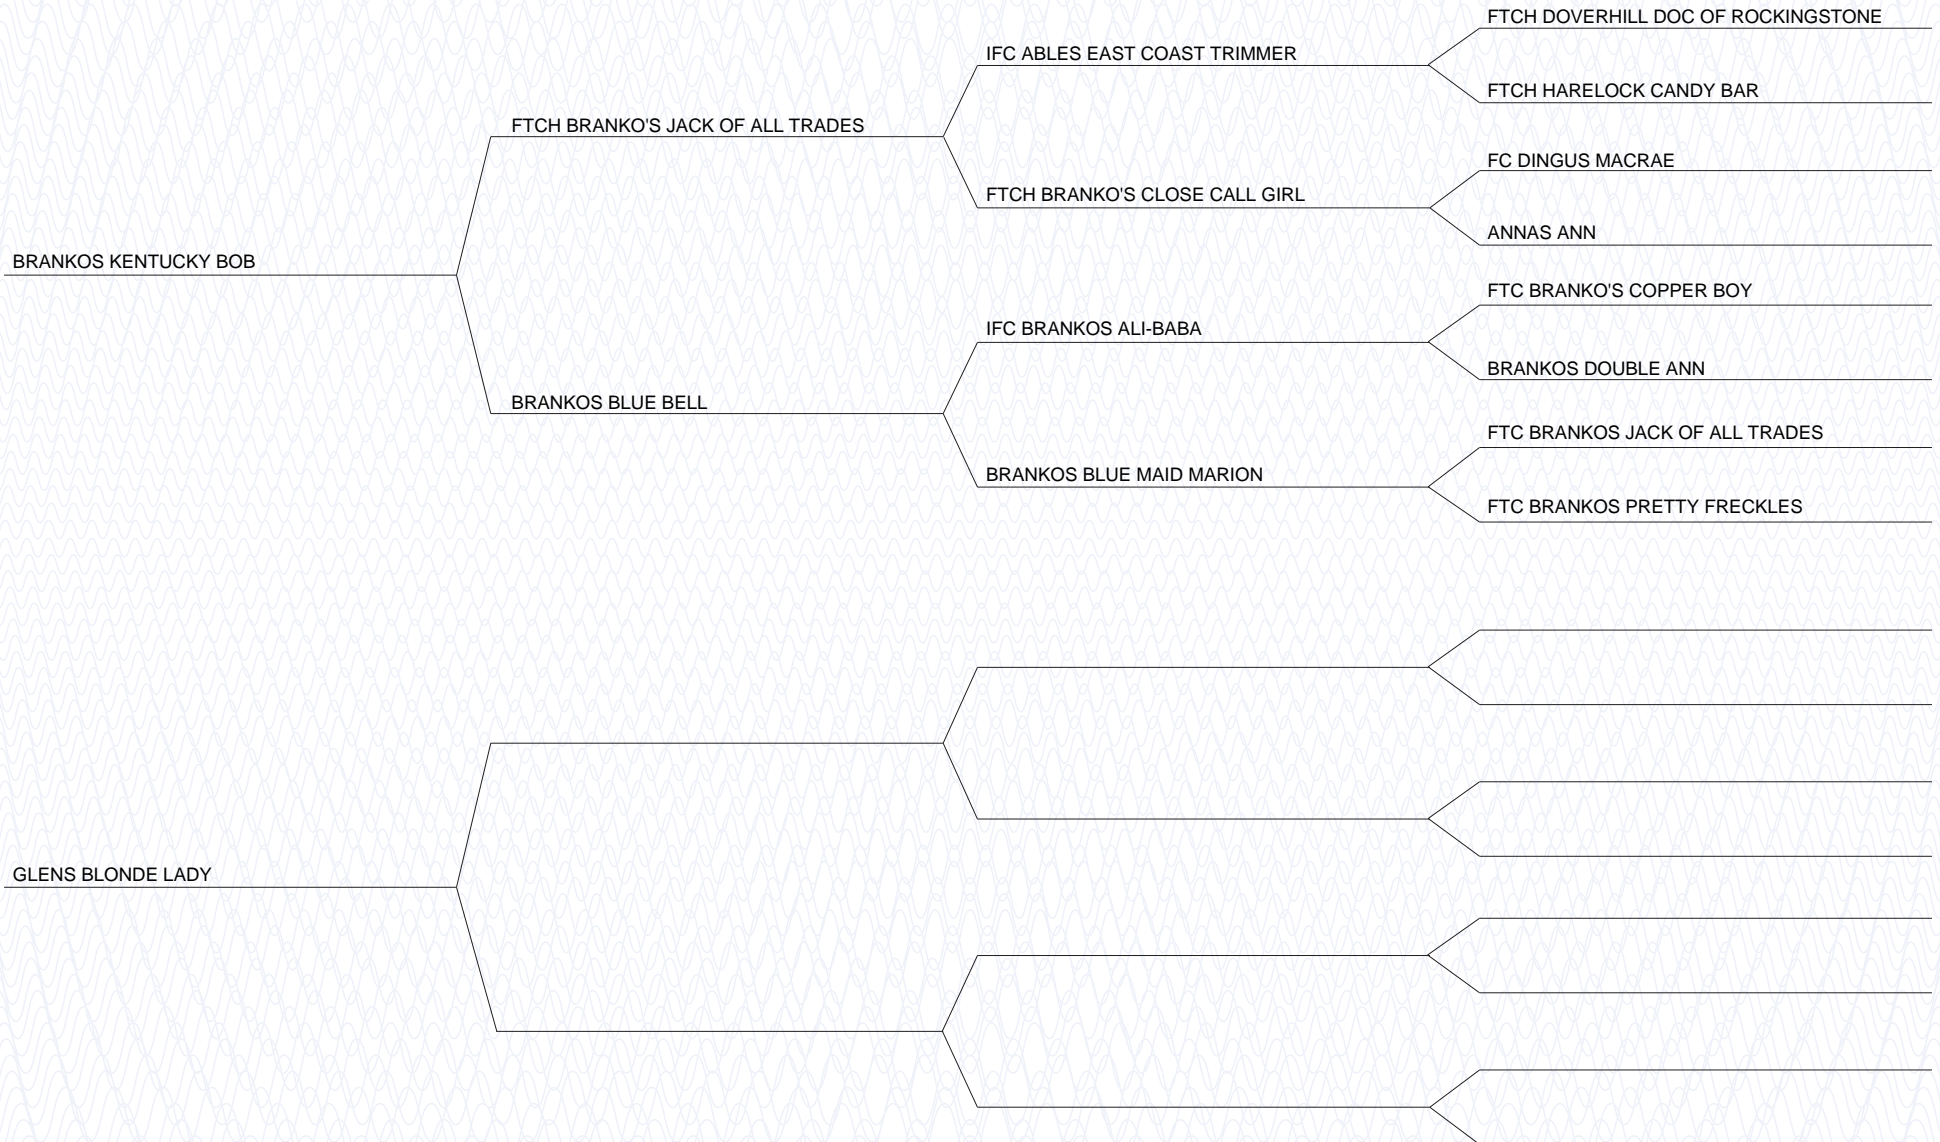 FTCH DOVERHILL DOC OF ROCKINGSTONE
IFC ABLES EAST COAST TRIMMER
FTCH HARELOCK CANDY BAR
FTCH BRANKO'S JACK OF ALL TRADES
FC DINGUS MACRAE
FTCH BRANKO'S CLOSE CALL GIRL
ANNAS ANN
BRANKOS KENTUCKY BOB
FTC BRANKO'S COPPER BOY
IFC BRANKOS ALI-BABA
BRANKOS DOUBLE ANN
BRANKOS BLUE BELL
FTC BRANKOS JACK OF ALL TRADES
BRANKOS BLUE MAID MARION
FTC BRANKOS PRETTY FRECKLES
GLENS BLONDE LADY